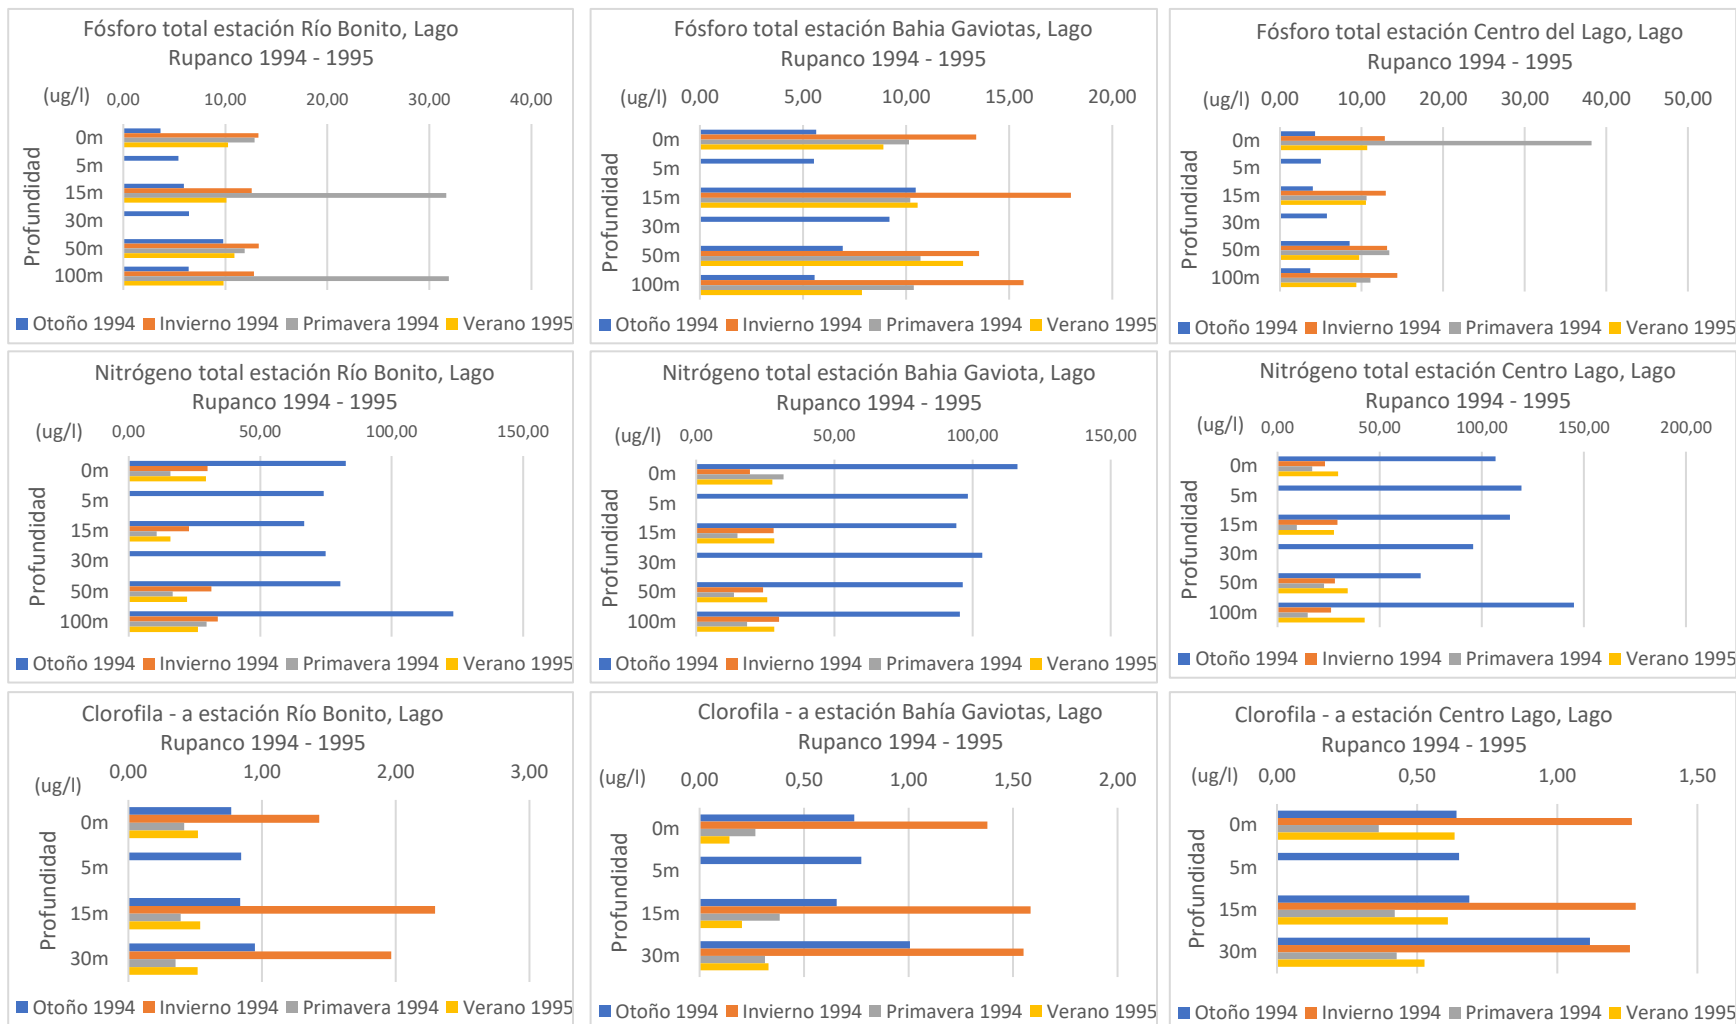 Fósforo total estación Río Bonito, Lago
Rupanco 1994 - 1995
(ug/l)
0,00 10,00 20,00 30,00 40,00
Profundidad
0m
5m
15m
30m
50m
100m
Otoño 1994 Invierno 1994 Primavera 1994 Verano 1995
Fósforo total estación Bahia Gaviotas, Lago
Rupanco 1994 - 1995
(ug/l)
0,00 5,00 10,00 15,00 20,00
Profundidad
0m
5m
15m
30m
50m
100m
Otoño 1994 Invierno 1994 Primavera 1994 Verano 1995
Fósforo total estación Centro del Lago, Lago
Rupanco 1994 - 1995
(ug/l)
0,00 10,00 20,00 30,00 40,00 50,00
Profundidad
0m
5m
15m
30m
50m
100m
Otoño 1994 Invierno 1994 Primavera 1994 Verano 1995
Nitrógeno total estación Río Bonito, Lago
Rupanco 1994 - 1995
(ug/l)
0,00 50,00 100,00 150,00
Profundidad
0m
5m
15m
30m
50m
100m
Otoño 1994 Invierno 1994 Primavera 1994 Verano 1995
Nitrógeno total estación Bahia Gaviota, Lago
Rupanco 1994 - 1995
(ug/l)
0,00 50,00 100,00 150,00
Profundidad
0m
5m
15m
30m
50m
100m
Otoño 1994 Invierno 1994 Primavera 1994 Verano 1995
Nitrógeno total estación Centro Lago, Lago
Rupanco 1994 - 1995
(ug/l)
0,00 50,00 100,00 150,00 200,00
Profundidad
0m
5m
15m
30m
50m
100m
Otoño 1994 Invierno 1994 Primavera 1994 Verano 1995
Clorofila - a estación Río Bonito, Lago
Rupanco 1994 - 1995
(ug/l)
0,00 1,00 2,00 3,00
Profundidad
0m
5m
15m
30m
Otoño 1994 Invierno 1994 Primavera 1994 Verano 1995
Clorofila - a estación Bahía Gaviotas, Lago
Rupanco 1994 - 1995
(ug/l)
0,00 0,50 1,00 1,50 2,00
Profundidad
0m
5m
15m
30m
Otoño 1994 Invierno 1994 Primavera 1994 Verano 1995
Clorofila - a estación Centro Lago, Lago
Rupanco 1994 - 1995
(ug/l)
0,00 0,50 1,00 1,50
Profundidad
0m
5m
15m
30m
Otoño 1994 Invierno 1994 Primavera 1994 Verano 1995